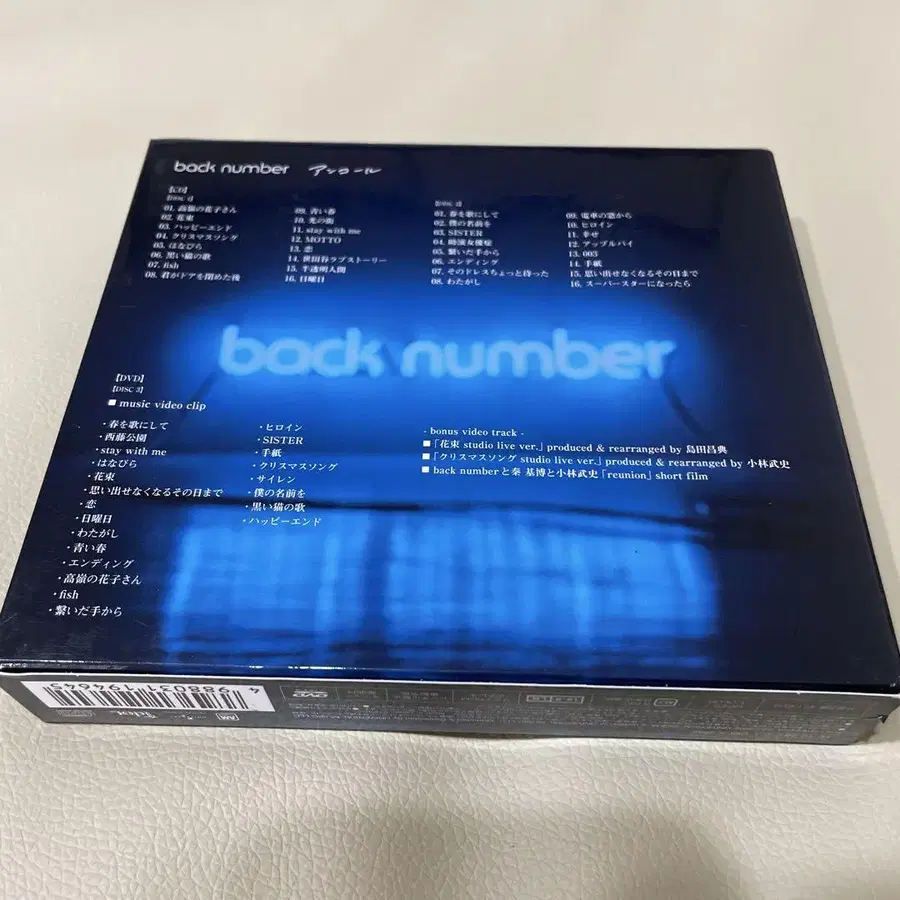 back number アンコール
【CD】
【DISC 1】
01. 高嶺の花子さん
02. 花束
03. ハッピーエンド
04. クリスマスソング
05. はなびら
06. 黒い猫の歌
07. fish
08. 君がドアを閉めた後
09. 青い春
10. 光の街
11. stay with me
12. MOTTO
13. 恋
14. 世田谷ラブストーリー
15. 半透明人間
16. 日曜日
【DISC 2】
01. 春を歌にして
02. 僕の名前を
03. SISTER
04. 助演女優症
05. 繋いだ手から
06. エンディング
07. そのドレスちょっと待った
08. わたがし
09. 電車の窓から
10. ヒロイン
11. 幸せ
12. アップルパイ
13. 003
14. 手紙
15. 思い出せなくなるその日まで
16. スーパースターになったら
back number
【DVD】
【DISC 3】
■ music video clip
・春を歌にして
・西藤公園
・stay with me
・はなびら
・花束
・思い出せなくなるその日まで
・恋
・日曜日
・わたがし
・青い春
・エンディング
・高嶺の花子さん
・fish
・繋いだ手から
・ヒロイン
・SISTER
・手紙
・クリスマスソング
・サイレン
・僕の名前を
・黒い猫の歌
・ハッピーエンド
- bonus video track -
■「花束 studio live ver.」produced & rearranged by 島田昌典
■「クリスマスソング studio live ver.」produced & rearranged by 小林武史
■ back numberと秦 基博と小林武史「reunion」short film
4 988031 194645
DVD